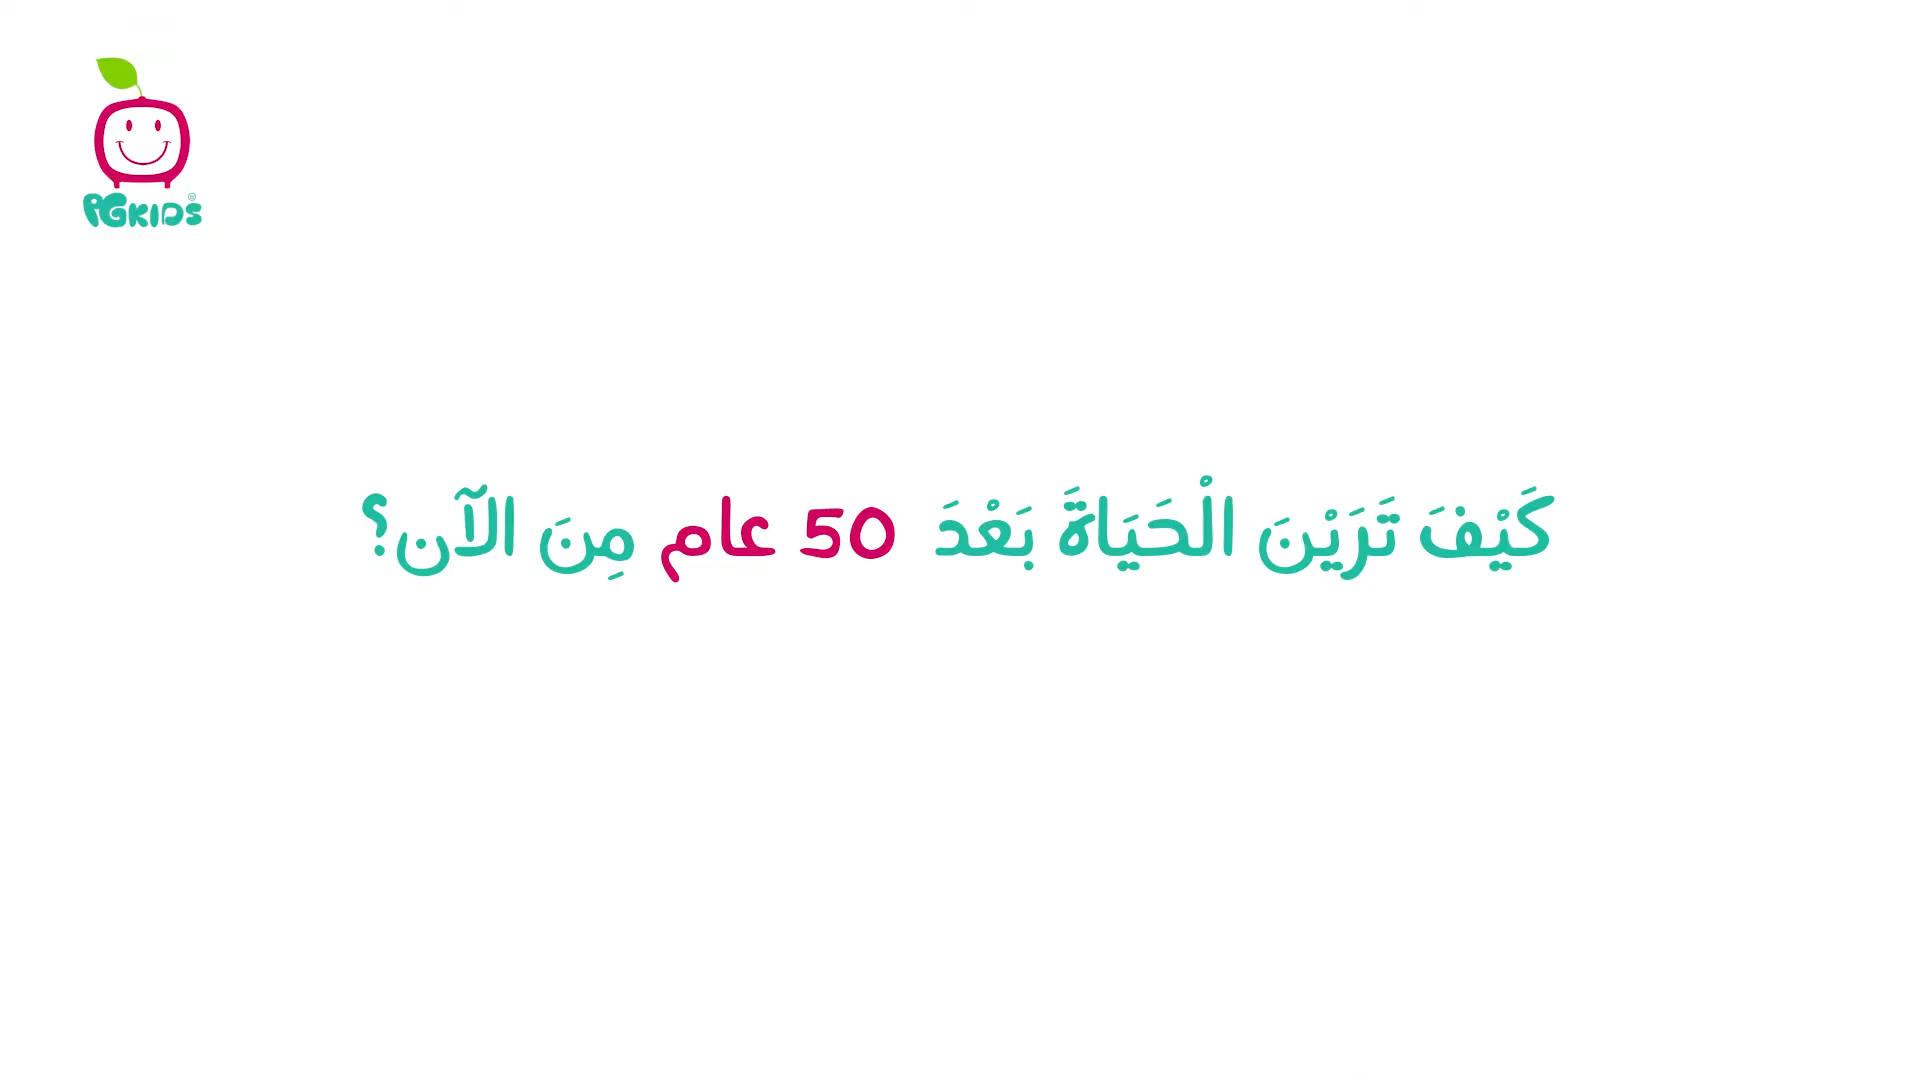 PGKIDS®
كَيْفَ تَرَيْنَ الْحَيَاةَ بَعْدَ 50 عام مِنَ الآن؟